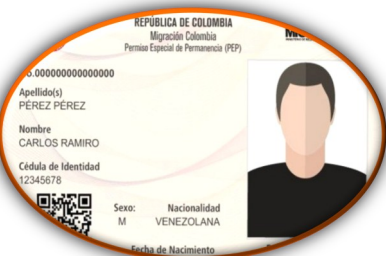 REPÚBLICA DE COLOMBIA
Migración Colombia
Permiso Especial de Permanencia (PEP)
.000000000000000
Apellido(s)
PÉREZ PÉREZ
Nombre
CARLOS RAMIRO
Cédula de Identidad
12345678
Sexo: Nacionalidad
M VENEZOLANA
Fecha de Nacimiento